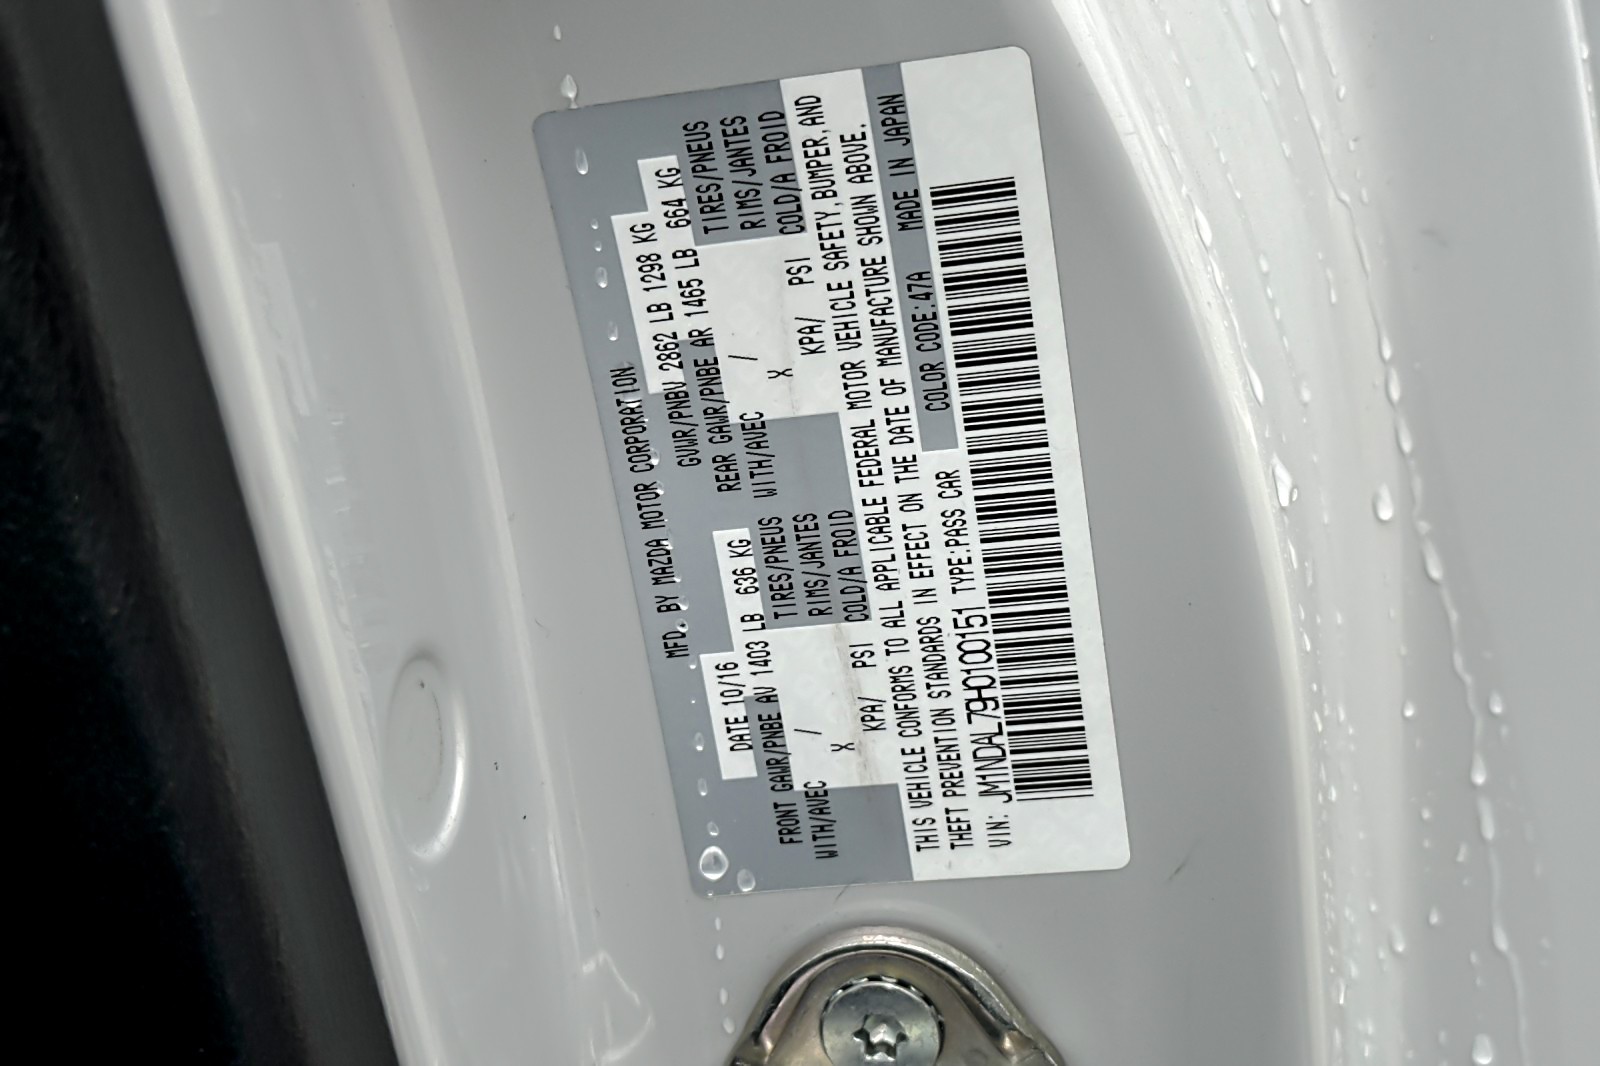 MFD. BY MAZDA MOTOR CORPORATION
DATE 10/16 GVWR/PNBV 2862 LB 1298 KG
FRONT GAWR/PNBE AV 1403 LB 636 KG REAR GAWR/PNBE AR 1465 LB 664 KG
WITH/AVEC / TIRES/PNEUS WITH/AVEC / TIRES/PNEUS
X RIMS/JANTES X RIMS/JANTES
KPA/ PSI COLD/A FROID KPA/ PSI COLD/A FROID
THIS VEHICLE CONFORMS TO ALL APPLICABLE FEDERAL MOTOR VEHICLE SAFETY, BUMPER, AND
THEFT PREVENTION STANDARDS IN EFFECT ON THE DATE OF MANUFACTURE SHOWN ABOVE.
VIN: JM1NDAL79H0100151 TYPE:PASS CAR COLOR CODE:47A MADE IN JAPAN